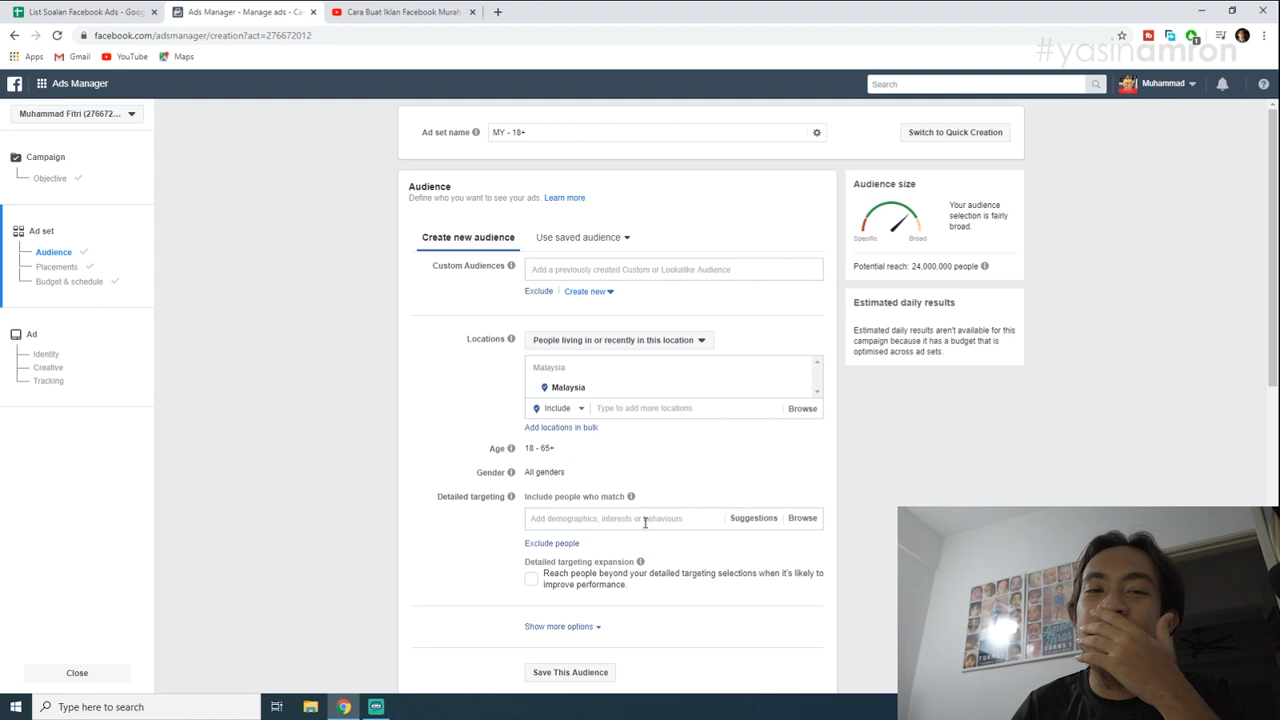 List Soalan Facebook Ads - Goog
Ads Manager - Manage ads - Ca
Cara Buat Iklan Facebook Murah
facebook.com/adsmanager/creation?act=276672012
Apps
Gmail
YouTube
Maps
#yasinamron
Ads Manager
Search
Muhammad
Muhammad Fitri (276672...
Campaign
Objective
Ad set
Audience
Placements
Budget & schedule
Ad
Identity
Creative
Tracking
Close
Ad set name
MY - 18+
Switch to Quick Creation
Audience
Define who you want to see your ads. Learn more
Create new audience
Use saved audience
Custom Audiences
Add a previously created Custom or Lookalike Audience
Exclude
Create new
Locations
People living in or recently in this location
Malaysia
Malaysia
Include
Type to add more locations
Browse
Add locations in bulk
Age
18 - 65+
Gender
All genders
Detailed targeting
Include people who match
Add demographics, interests or behaviours
Suggestions
Browse
Exclude people
Detailed targeting expansion
Reach people beyond your detailed targeting selections when it's likely to
improve performance.
Show more options
Save This Audience
Audience size
Specific
Broad
Your audience
selection is fairly
broad.
Potential reach: 24,000,000 people
Estimated daily results
Estimated daily results aren't available for this
campaign because it has a budget that is
optimised across ad sets.
Type here to search